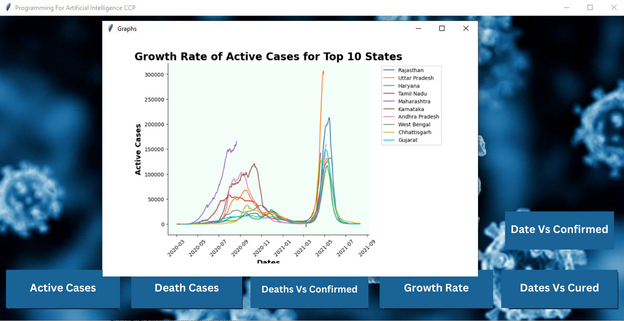 Programming For Artificial Intelligence CCP
Graphs
Growth Rate of Active Cases for Top 10 States
Active Cases
300000
250000
200000
150000
100000
50000
0
2020-03
2020-05
2020-07
2020-09
2020-11
2021-01
2021-03
2021-05
2021-07
2021-09
Dates
Rajasthan
Uttar Pradesh
Haryana
Tamil Nadu
Maharashtra
Karnataka
Andhra Pradesh
West Bengal
Chhattisgarh
Gujarat
Date Vs Confirmed
Active Cases
Death Cases
Deaths Vs Confirmed
Growth Rate
Dates Vs Cured